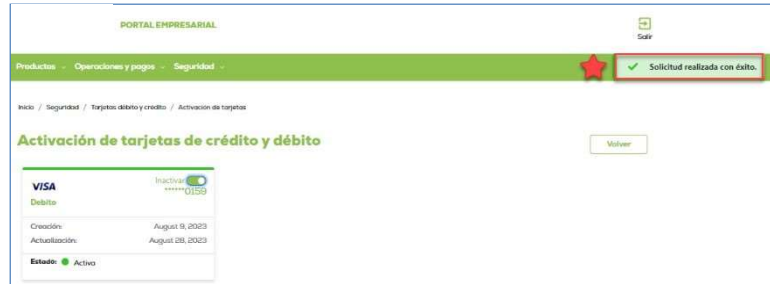 PORTAL EMPRESARIAL
Salir
Productos Operaciones y pagos Seguridad
Solicitud realizada con éxito.
Inicio / Seguridad / Tarjetas débito y credito / Activación de tarjetas
Activación de tarjetas de crédito y débito
Volver
VISA
Inactivar
******0159
Debito
Creación: August 9, 2023
Actualización: August 28, 2023
Estado: Activa